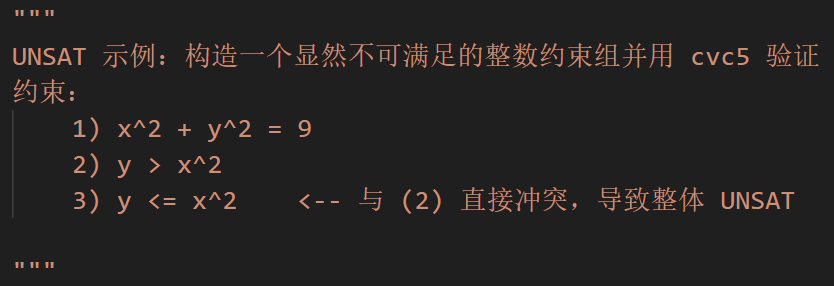 """
UNSAT 示例：构造一个显然不可满足的整数约束组并用 cvc5 验证
约束：
1) x^2 + y^2 = 9
2) y > x^2
3) y <= x^2    <-- 与 (2) 直接冲突，导致整体 UNSAT
"""